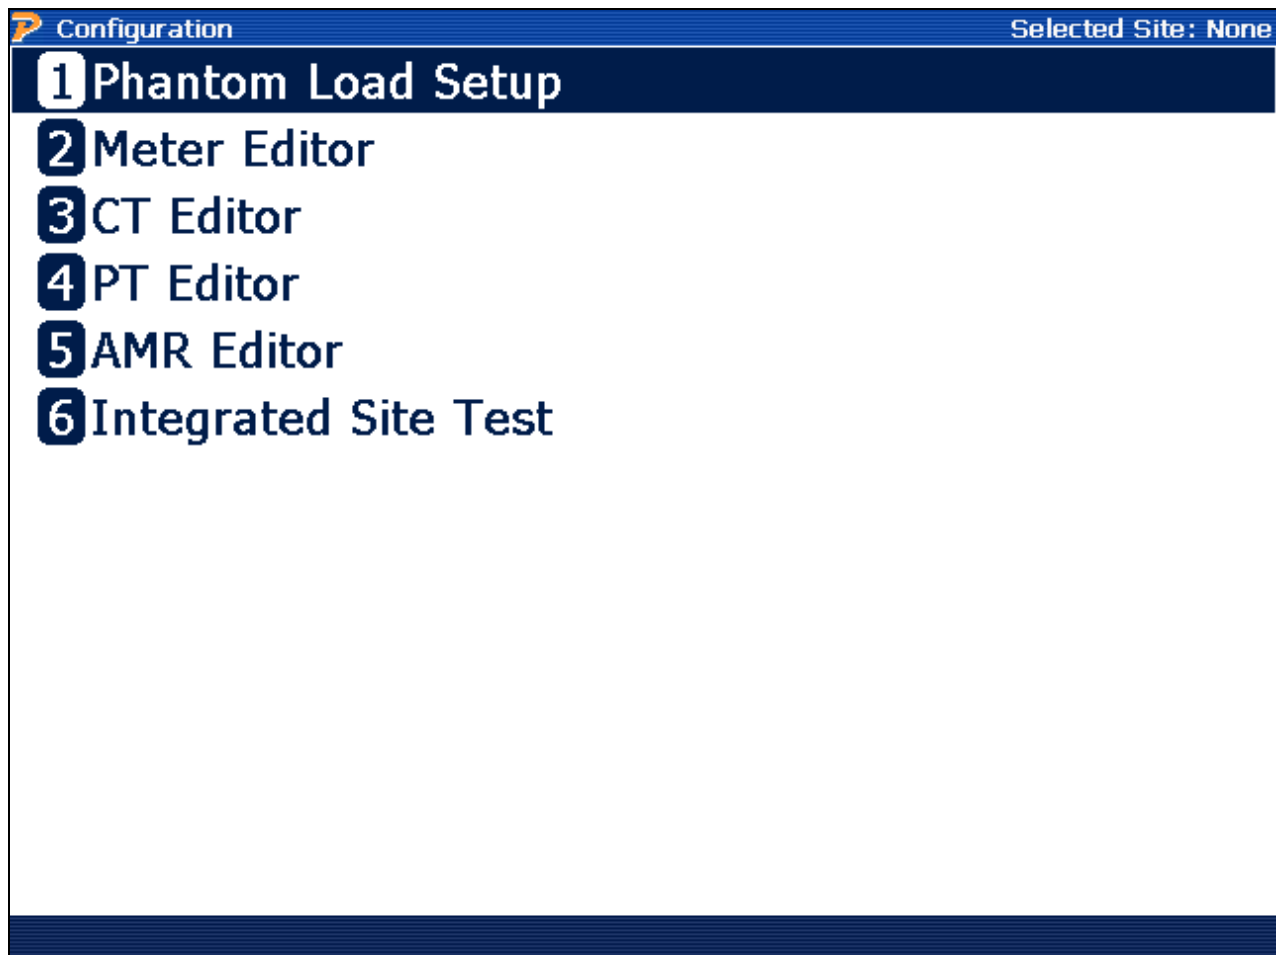 Configuration Selected Site: None
1 Phantom Load Setup
2 Meter Editor
3 CT Editor
4 PT Editor
5 AMR Editor
6 Integrated Site Test